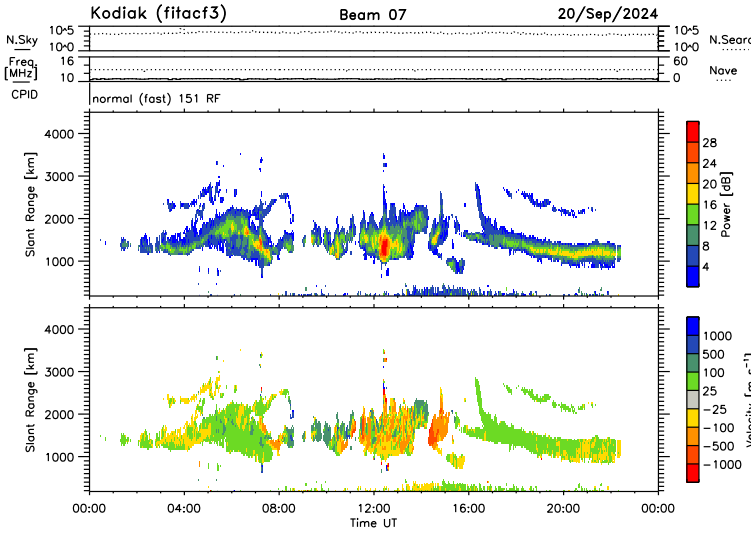 Kodiak (fitacf3) Beam 07 20/Sep/2024
N.Sky 10^5 10^0 10^5 10^0 N.Sear
Freq. [MHz] 16 10 60 0 Nave
CPID normal (fast) 151 RF
Slant Range [km] 4000 3000 2000 1000
28 24 20 16 12 8 4 Power [dB]
Slant Range [km] 4000 3000 2000 1000
1000 500 100 25 -25 -100 -500 -1000 Velocity [m s^-1]
00:00 04:00 08:00 12:00 16:00 20:00 00:00
Time UT